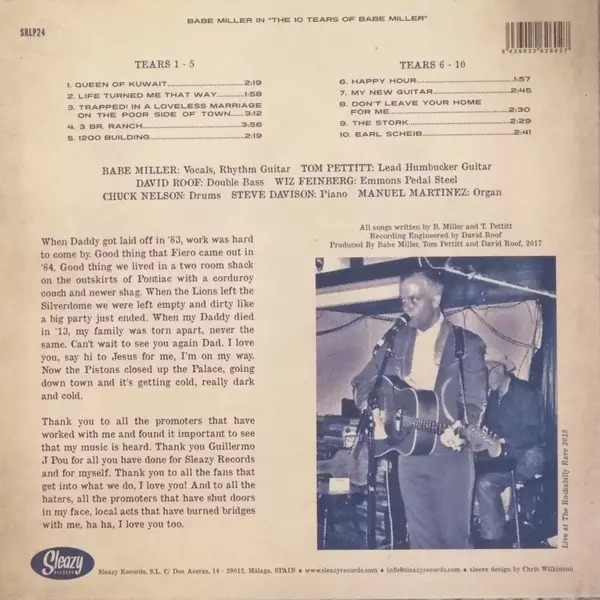 BABE MILLER IN "THE 10 TEARS OF BABE MILLER"
SRLP24
TEARS 1 - 5
1. QUEEN OF KUWAIT 2:19
2. LIFE TURNED ME THAT WAY 1:58
3. TRAPPED! IN A LOVELESS MARRIAGE
ON THE POOR SIDE OF TOWN 3:12
4. 3 BR. RANCH 3:56
5. 1200 BUILDING 2:19
TEARS 6 - 10
6. HAPPY HOUR 1:57
7. MY NEW GUITAR 2:45
8. DON'T LEAVE YOUR HOME
FOR ME 2:30
9. THE STORK 2:29
10. EARL SCHEIB 2:41
BABE MILLER: Vocals, Rhythm Guitar TOM PETTITT: Lead Humbucker Guitar
DAVID ROOF: Double Bass WIZ FEINBERG: Emmons Pedal Steel
CHUCK NELSON: Drums STEVE DAVISON: Piano MANUEL MARTINEZ: Organ
All songs written by B. Miller and T. Pettitt
Recording Engineered by David Roof
Produced By Babe Miller, Tom Pettitt and David Roof, 2017
When Daddy got laid off in '83, work was hard
to come by. Good thing that Fiero came out in
'84. Good thing we lived in a two room shack
on the outskirts of Pontiac with a corduroy
couch and newer shag. When the Lions left the
Silverdome we were left empty and dirty like
a big party just ended. When my Daddy died
in '13, my family was torn apart, never the
same. Can't wait to see you again Dad. I love
you, say hi to Jesus for me, I'm on my way.
Now the Pistons closed up the Palace, going
down town and it's getting cold, really dark
and cold.
Thank you to all the promoters that have
worked with me and found it important to see
that my music is heard. Thank you Guillermo
J Pou for all you have done for Sleazy Records
and for myself. Thank you to all the fans that
get into what we do, I love you! And to all the
haters, all the promoters that have shut doors
in my face, local acts that have burned bridges
with me, ha ha, I love you too.
Live at The Rockabilly Rave 2015
Sleazy
RECORDS
Sleazy Records, S.L. C/ Dos Aceras, 14 - 29012, Málaga, SPAIN • www.sleazyrecords.com • info@sleazyrecords.com • sleeve design by Chris Wilkinson